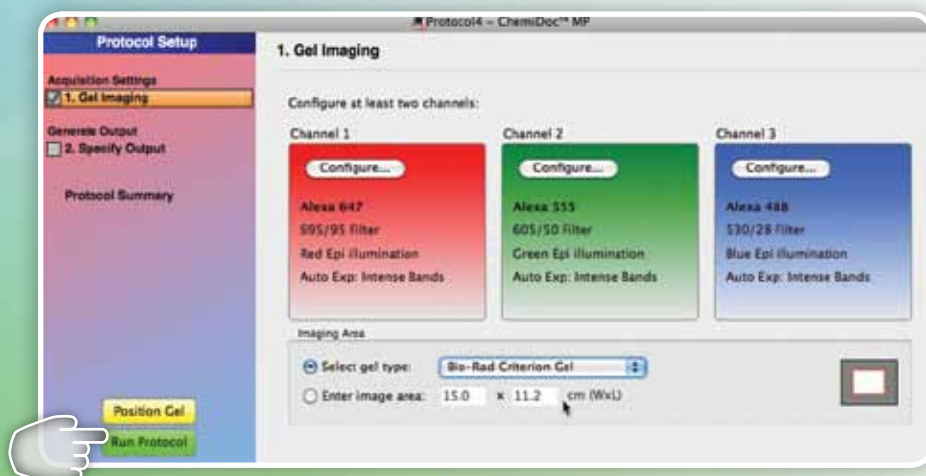 Protocol4 – ChemiDoc™ MP
Protocol Setup
Acquisition Settings
1. Gel Imaging
Generate Output
2. Specify Output
Protocol Summary
Position Gel
Run Protocol
1. Gel Imaging
Configure at least two channels:
Channel 1
Configure...
Alexa 647
695/95 Filter
Red Epi illumination
Auto Exp: Intense Bands
Channel 2
Configure...
Alexa 555
605/50 Filter
Green Epi illumination
Auto Exp: Intense Bands
Channel 3
Configure...
Alexa 488
530/28 Filter
Blue Epi illumination
Auto Exp: Intense Bands
Imaging Area
Select gel type: Bio-Rad Criterion Gel
Enter image area: 15.0 x 11.2 cm (WxL)